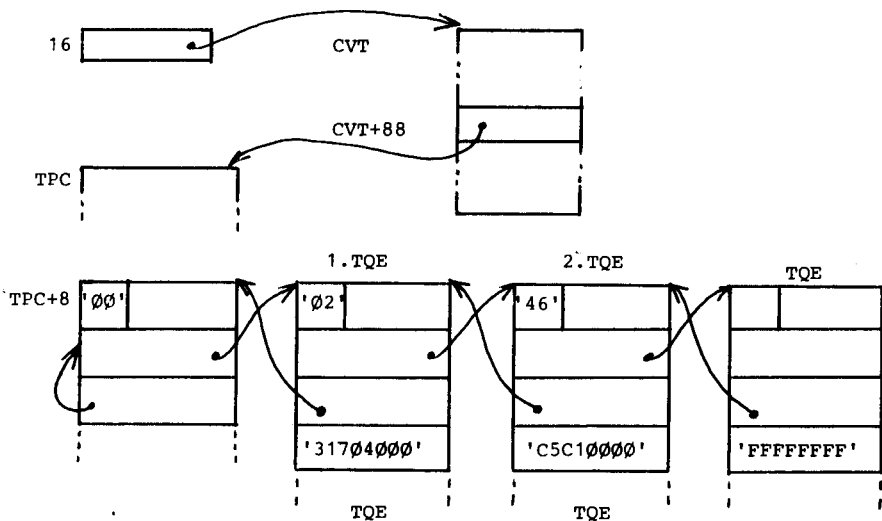 16
CVT
CVT+88
TPC
1.TQE
2.TQE
TQE
TPC+8
'ØØ'
'Ø2'
'46'
'317Ø4ØØØ'
'C5C1ØØØØ'
'FFFFFFFF'
TQE
TQE